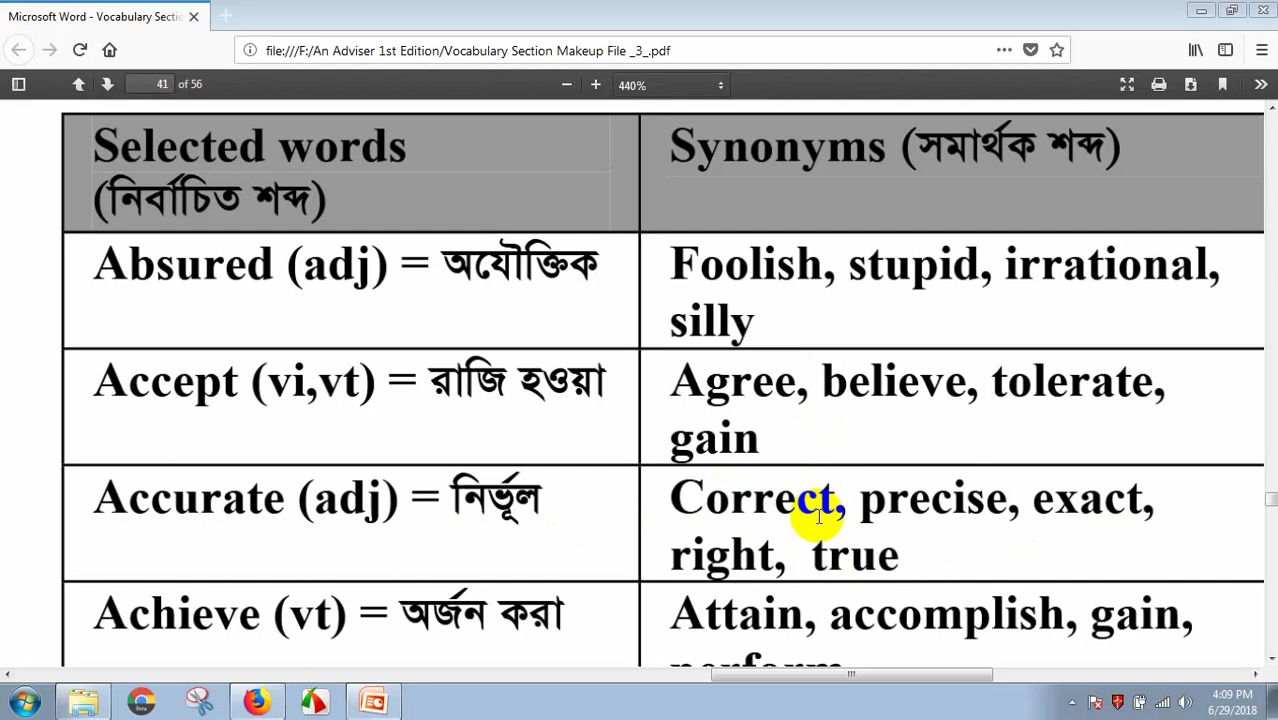 Microsoft Word - Vocabulary Sectio
file:///F:/An Adviser 1st Edition/Vocabulary Section Makeup File _3_.pdf
41 of 56
440%
Selected words
(নির্বাচিত শব্দ)
Synonyms (সমার্থক শব্দ)
Absured (adj) = অযৌক্তিক
Foolish, stupid, irrational,
silly
Accept (vi,vt) = রাজি হওয়া
Agree, believe, tolerate,
gain
Accurate (adj) = নির্ভূল
Correct, precise, exact,
right, true
Achieve (vt) = অর্জন করা
Attain, accomplish, gain,
perform
4:09 PM
6/29/2018